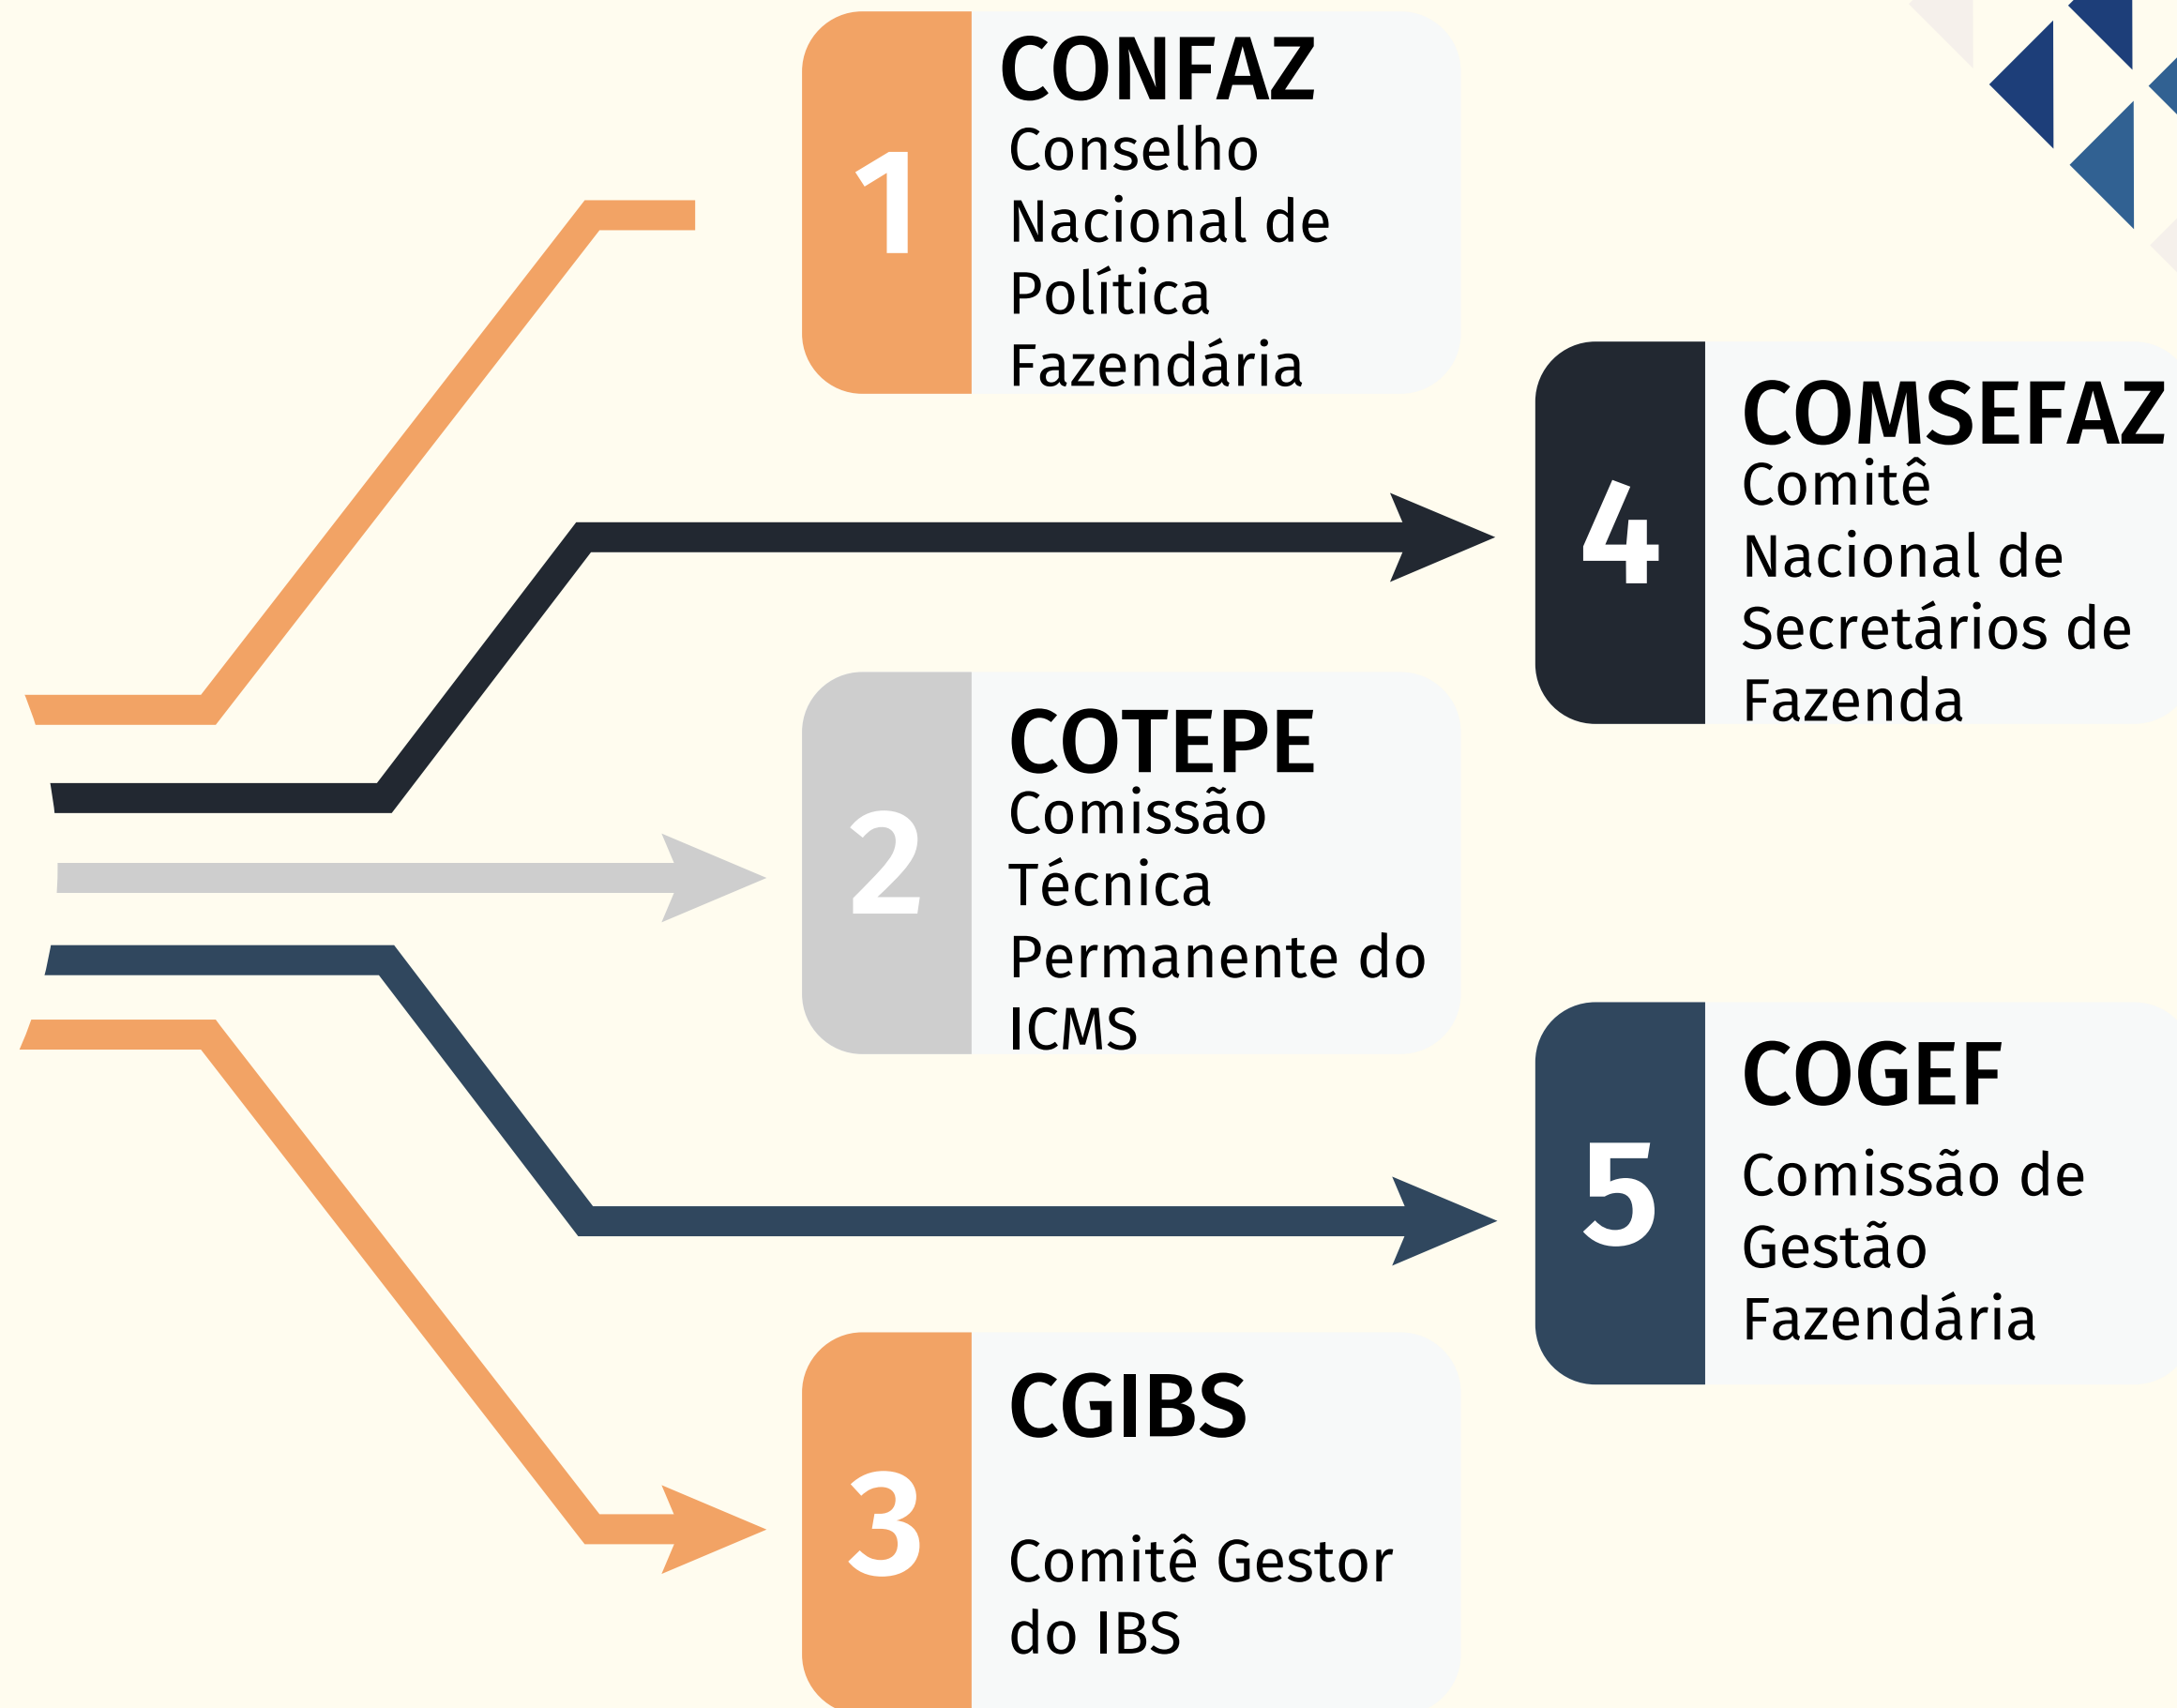 1
CONFAZ
Conselho
Nacional de
Política
Fazendária
2
COTEPE
Comissão
Técnica
Permanente do
ICMS
3
CGIBS
Comitê Gestor
do IBS
4
COMSEFAZ
Comitê
Nacional de
Secretários de
Fazenda
5
COGEF
Comissão de
Gestão
Fazendária